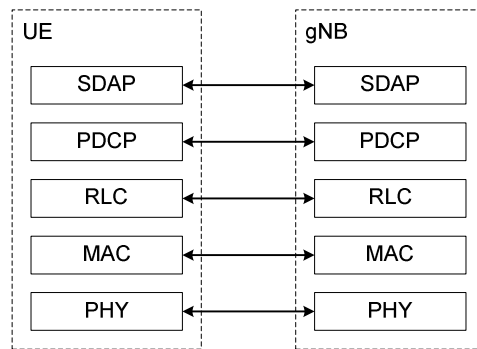 UE gNB
SDAP SDAP
PDCP PDCP
RLC RLC
MAC MAC
PHY PHY